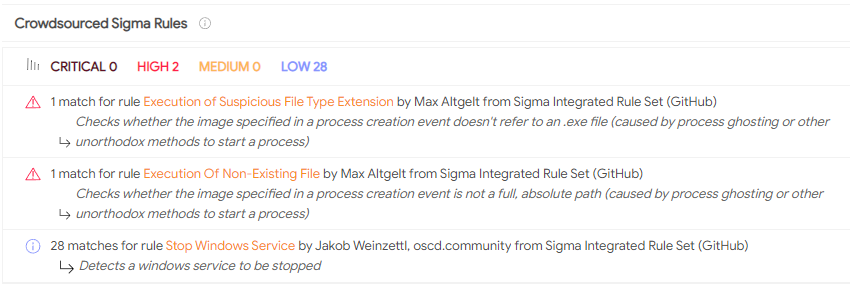 Crowdsourced Sigma Rules
CRITICAL 0 HIGH 2 MEDIUM 0 LOW 28
1 match for rule Execution of Suspicious File Type Extension by Max Altgelt from Sigma Integrated Rule Set (GitHub)
Checks whether the image specified in a process creation event doesn't refer to an .exe file (caused by process ghosting or other
unorthodox methods to start a process)
1 match for rule Execution Of Non-Existing File by Max Altgelt from Sigma Integrated Rule Set (GitHub)
Checks whether the image specified in a process creation event is not a full, absolute path (caused by process ghosting or other
unorthodox methods to start a process)
28 matches for rule Stop Windows Service by Jakob Weinzettl, oscd.community from Sigma Integrated Rule Set (GitHub)
Detects a windows service to be stopped